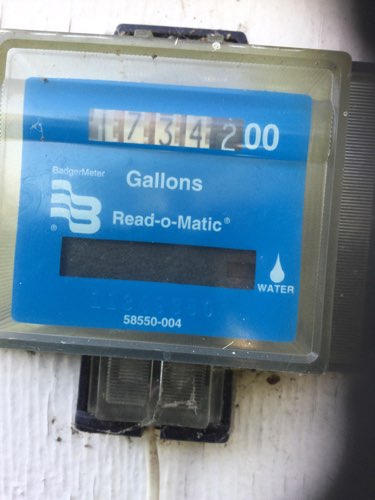 1734200
BadgerMeter
Gallons
®
Read-o-Matic®
WATER
58550-004